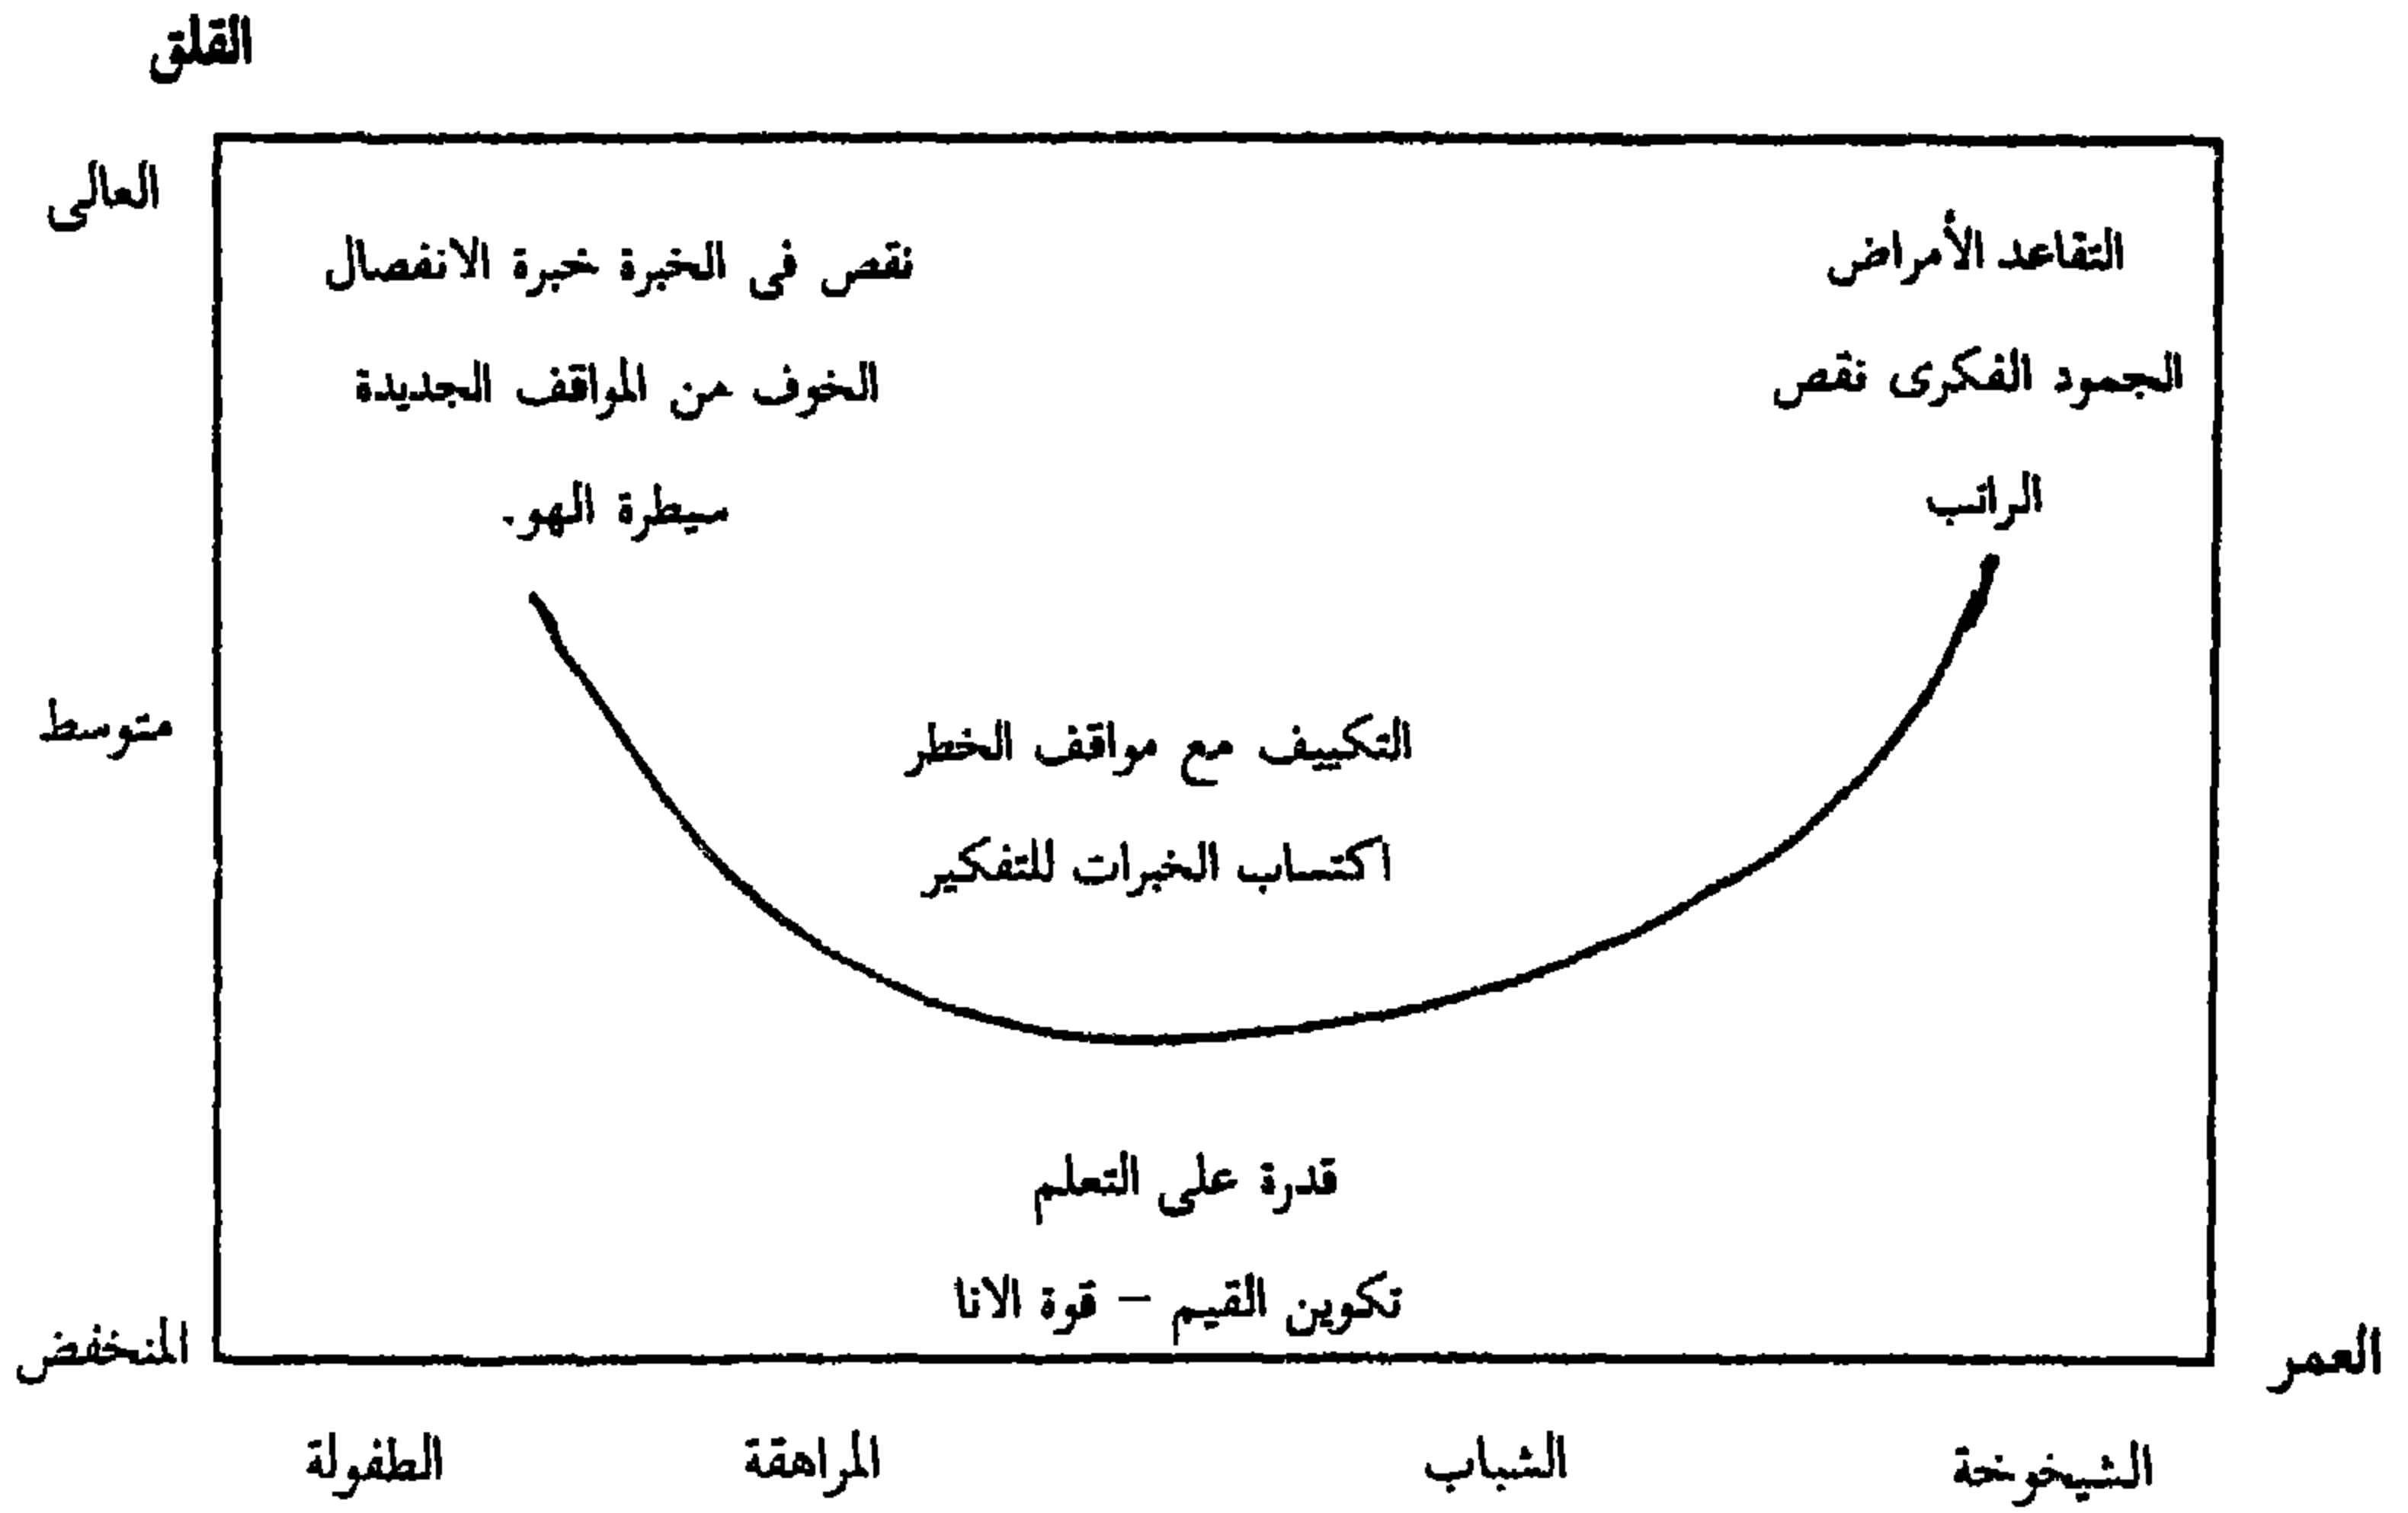 القلق
العالى
التقاعد الأمراض
نقص فى الخبرة خبرة الانفصال
الجمود الفكرى نقص
الخوف من المواقف الجديدة
الراتب
سيطرة الهو.
متوسط
التكييف مع مواقف الخطر
اكتساب الخبرات للتفكير
قدرة على التعلم
تكوين القيم – قوة الانا
المنخفض
العمر
الطفولة
المراهقة
الشباب
الشيخوخة